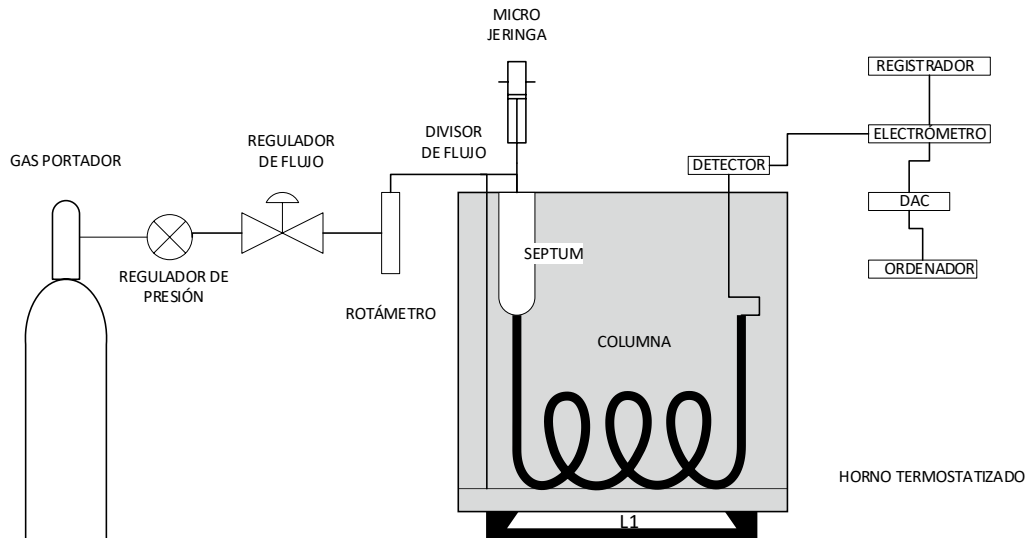 MICRO
JERINGA
REGISTRADOR
REGULADOR
DE FLUJO
DIVISOR
DE FLUJO
ELECTRÓMETRO
GAS PORTADOR
DETECTOR
DAC
SEPTUM
REGULADOR DE
PRESIÓN
ORDENADOR
ROTÁMETRO
COLUMNA
HORNO TERMOSTATIZADO
L1